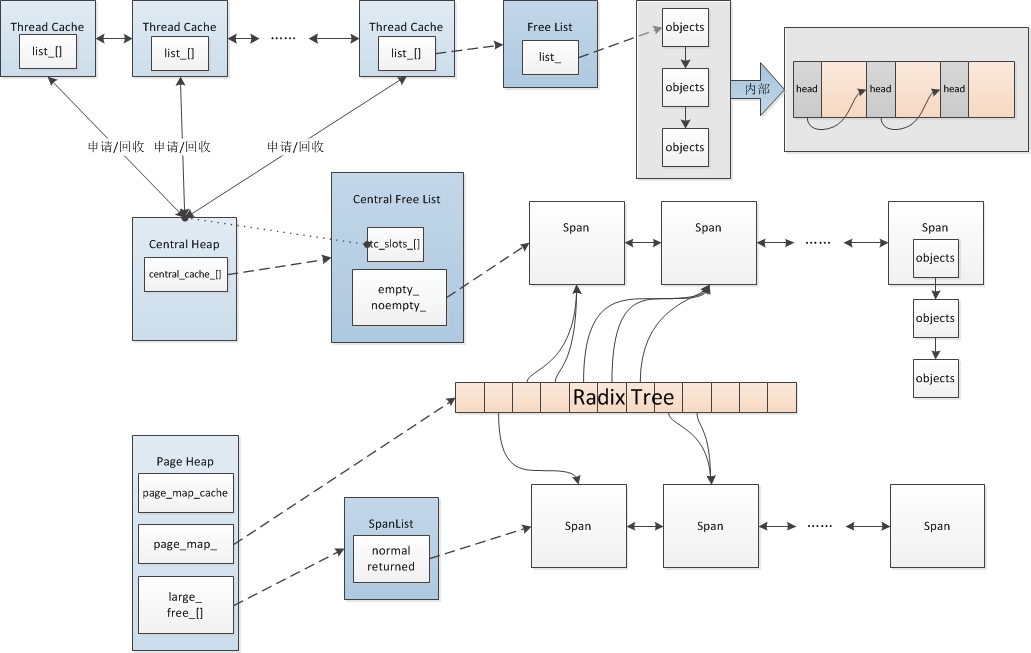 Thread Cache
list_[]
Thread Cache
list_[]
......
Thread Cache
list_[]
Free List
list_
objects
objects
objects
内部
head
head
head
申请/回收
申请/回收
申请/回收
Central Heap
central_cache_[]
Central Free List
tc_slots_[]
empty_
noempty_
Span
Span
......
Span
objects
objects
objects
Radix Tree
Page Heap
page_map_cache
page_map_
large_
free_[]
SpanList
normal
returned
Span
Span
......
Span